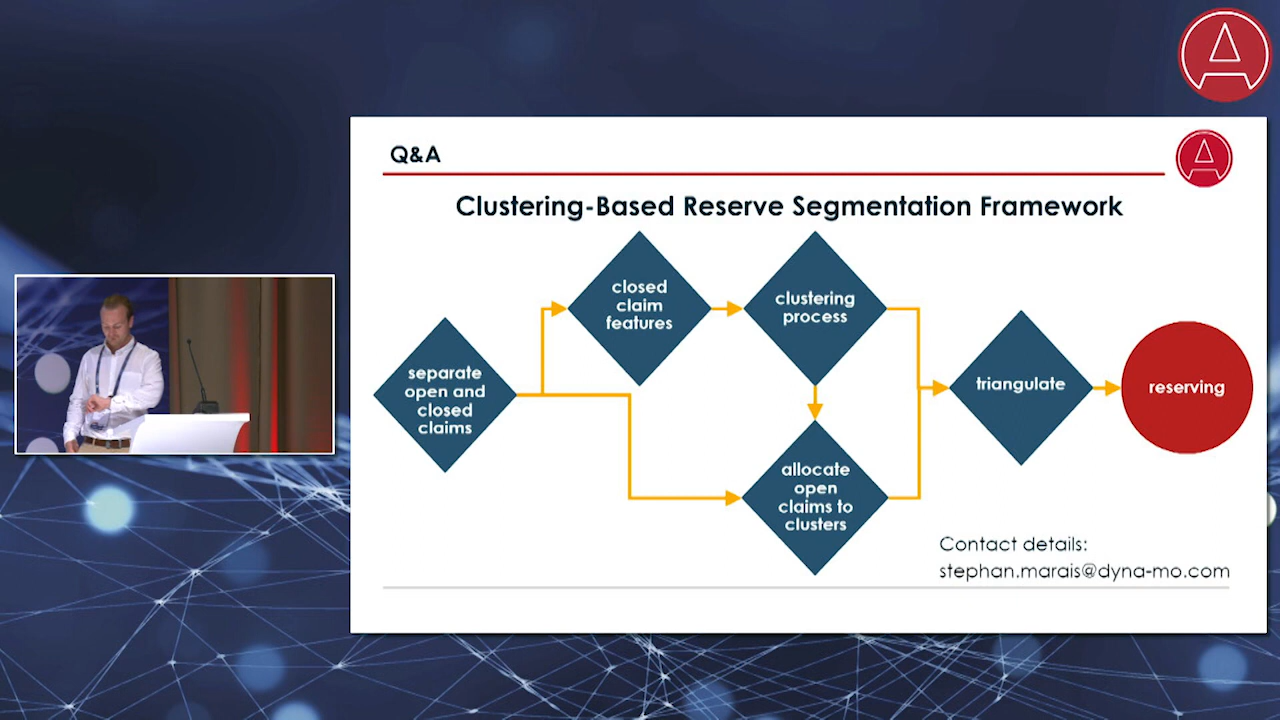 Q&A
Clustering-Based Reserve Segmentation Framework
separate
open and
closed
claims
closed
claim
features
clustering
process
allocate
open
claims to
clusters
triangulate
reserving
Contact details:
stephan.marais@dyna-mo.com